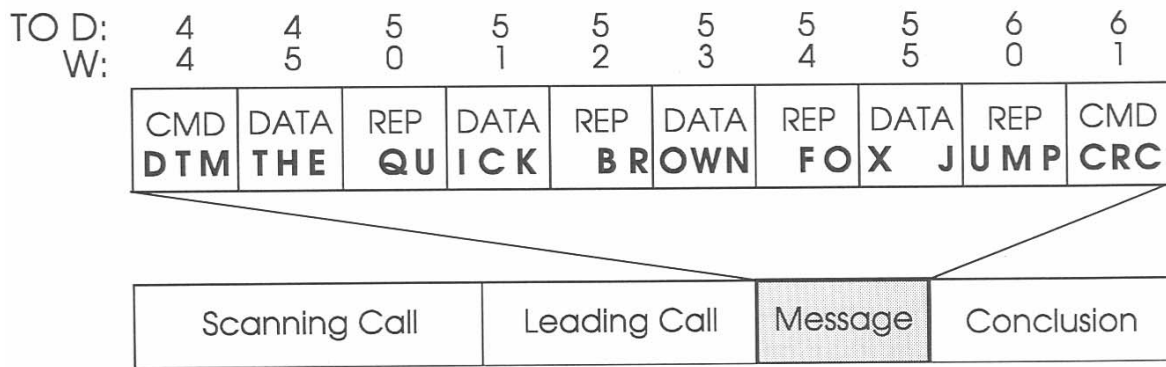 TO D: 4 4 5 5 5 5 5 5 6 6
W: 4 5 0 1 2 3 4 5 0 1
CMD DATA REP DATA REP DATA REP DATA REP CMD
DTM THE QU ICK BR OWN FO X J UMP CRC
Scanning Call Leading Call Message Conclusion